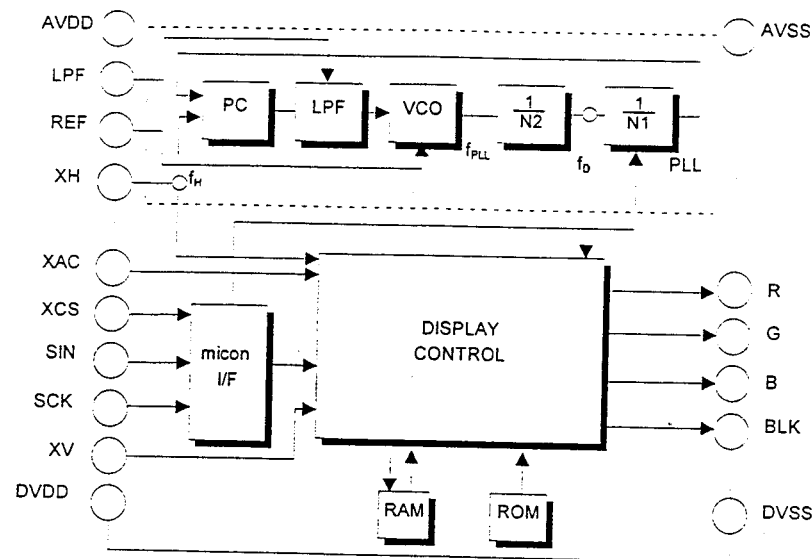 AVDD
AVSS
LPF
REF
XH
PC
LPF
VCO
1
N2
1
N1
fPLL
fD
PLL
fH
XAC
XCS
SIN
SCK
XV
DVDD
micon
I/F
DISPLAY
CONTROL
R
G
B
BLK
RAM
ROM
DVSS